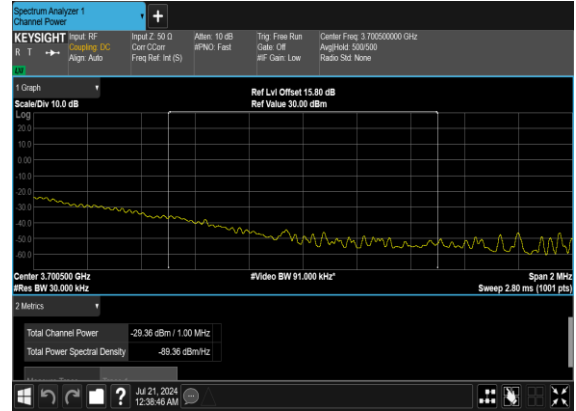 Spectrum Analyzer 1
Channel Power
KEYSIGHT Input: RF Input Z: 50 Ω Atten: 10 dB Trig: Free Run Center Freq: 3.700500000 GHz
R T Coupling: DC Corr CCorr #PNO: Fast Gate: Off Avg|Hold: 500/500
Align: Auto Freq Ref: Int (S) #IF Gain: Low Radio Std: None
1 Graph
Ref Lvl Offset 15.80 dB
Scale/Div 10.0 dB Ref Value 30.00 dBm
Log
20.0
10.0
0.00
-10.0
-20.0
-30.0
-40.0
-50.0
-60.0
Center 3.700500 GHz #Video BW 91.000 kHz* Span 2 MHz
#Res BW 30.000 kHz Sweep 2.80 ms (1001 pts)
2 Metrics
Total Channel Power -29.36 dBm / 1.00 MHz
Total Power Spectral Density -89.36 dBm/Hz
Jul 21, 2024
12:38:46 AM